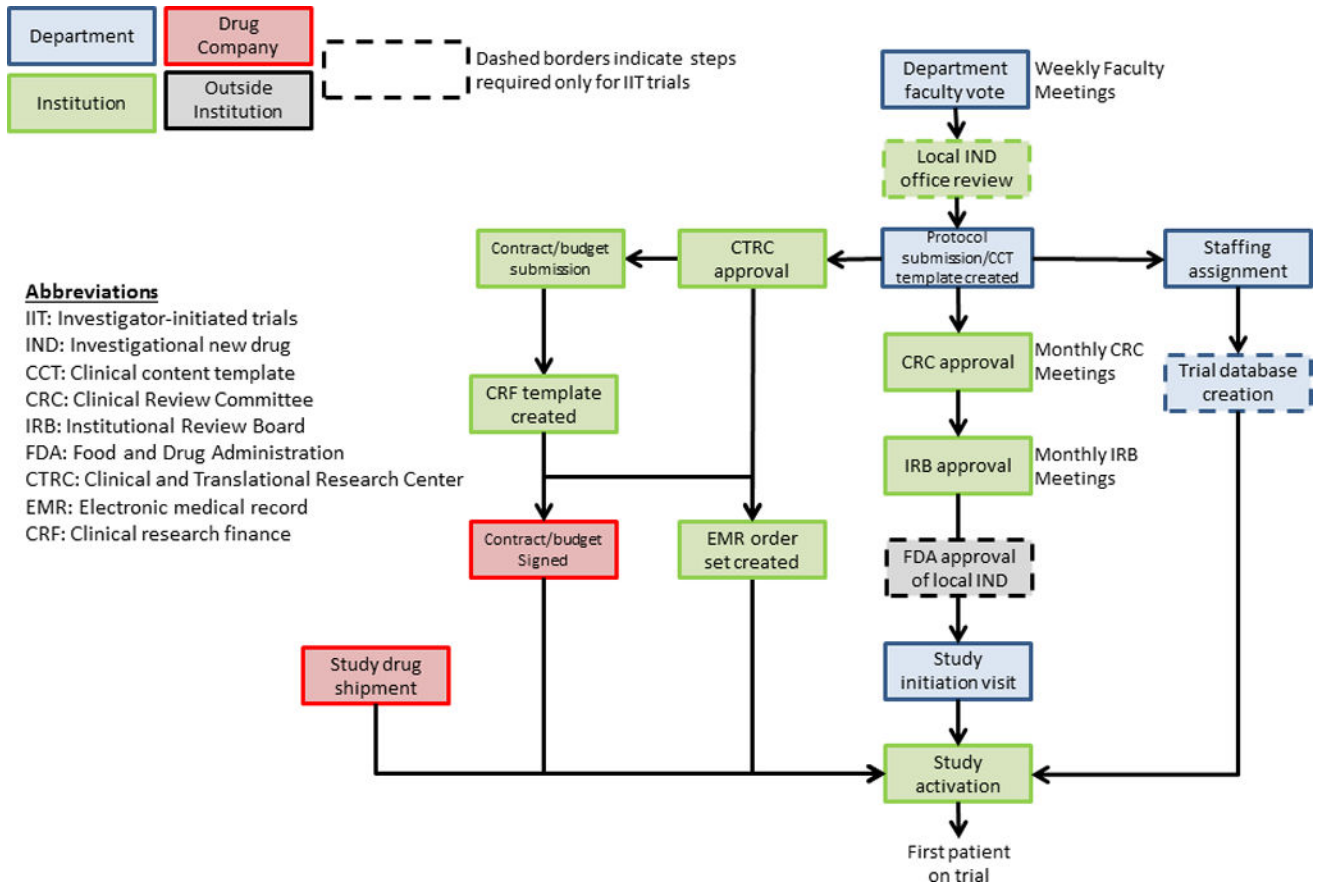 Department
Drug
Company
Institution
Outside
Institution
Dashed borders indicate steps
required only for IIT trials
Department
faculty vote
Weekly Faculty
Meetings
Local IND
office review
Contract/budget
submission
CTRC
approval
Protocol
submission/CCT
template created
Staffing
assignment
Abbreviations
IIT: Investigator-initiated trials
IND: Investigational new drug
CCT: Clinical content template
CRC: Clinical Review Committee
IRB: Institutional Review Board
FDA: Food and Drug Administration
CTRC: Clinical and Translational Research Center
EMR: Electronic medical record
CRF: Clinical research finance
CRF template
created
CRC approval
Monthly CRC
Meetings
Trial database
creation
IRB approval
Monthly IRB
Meetings
Contract/budget
Signed
EMR order
set created
FDA approval
of local IND
Study drug
shipment
Study
initiation visit
Study
activation
First patient
on trial